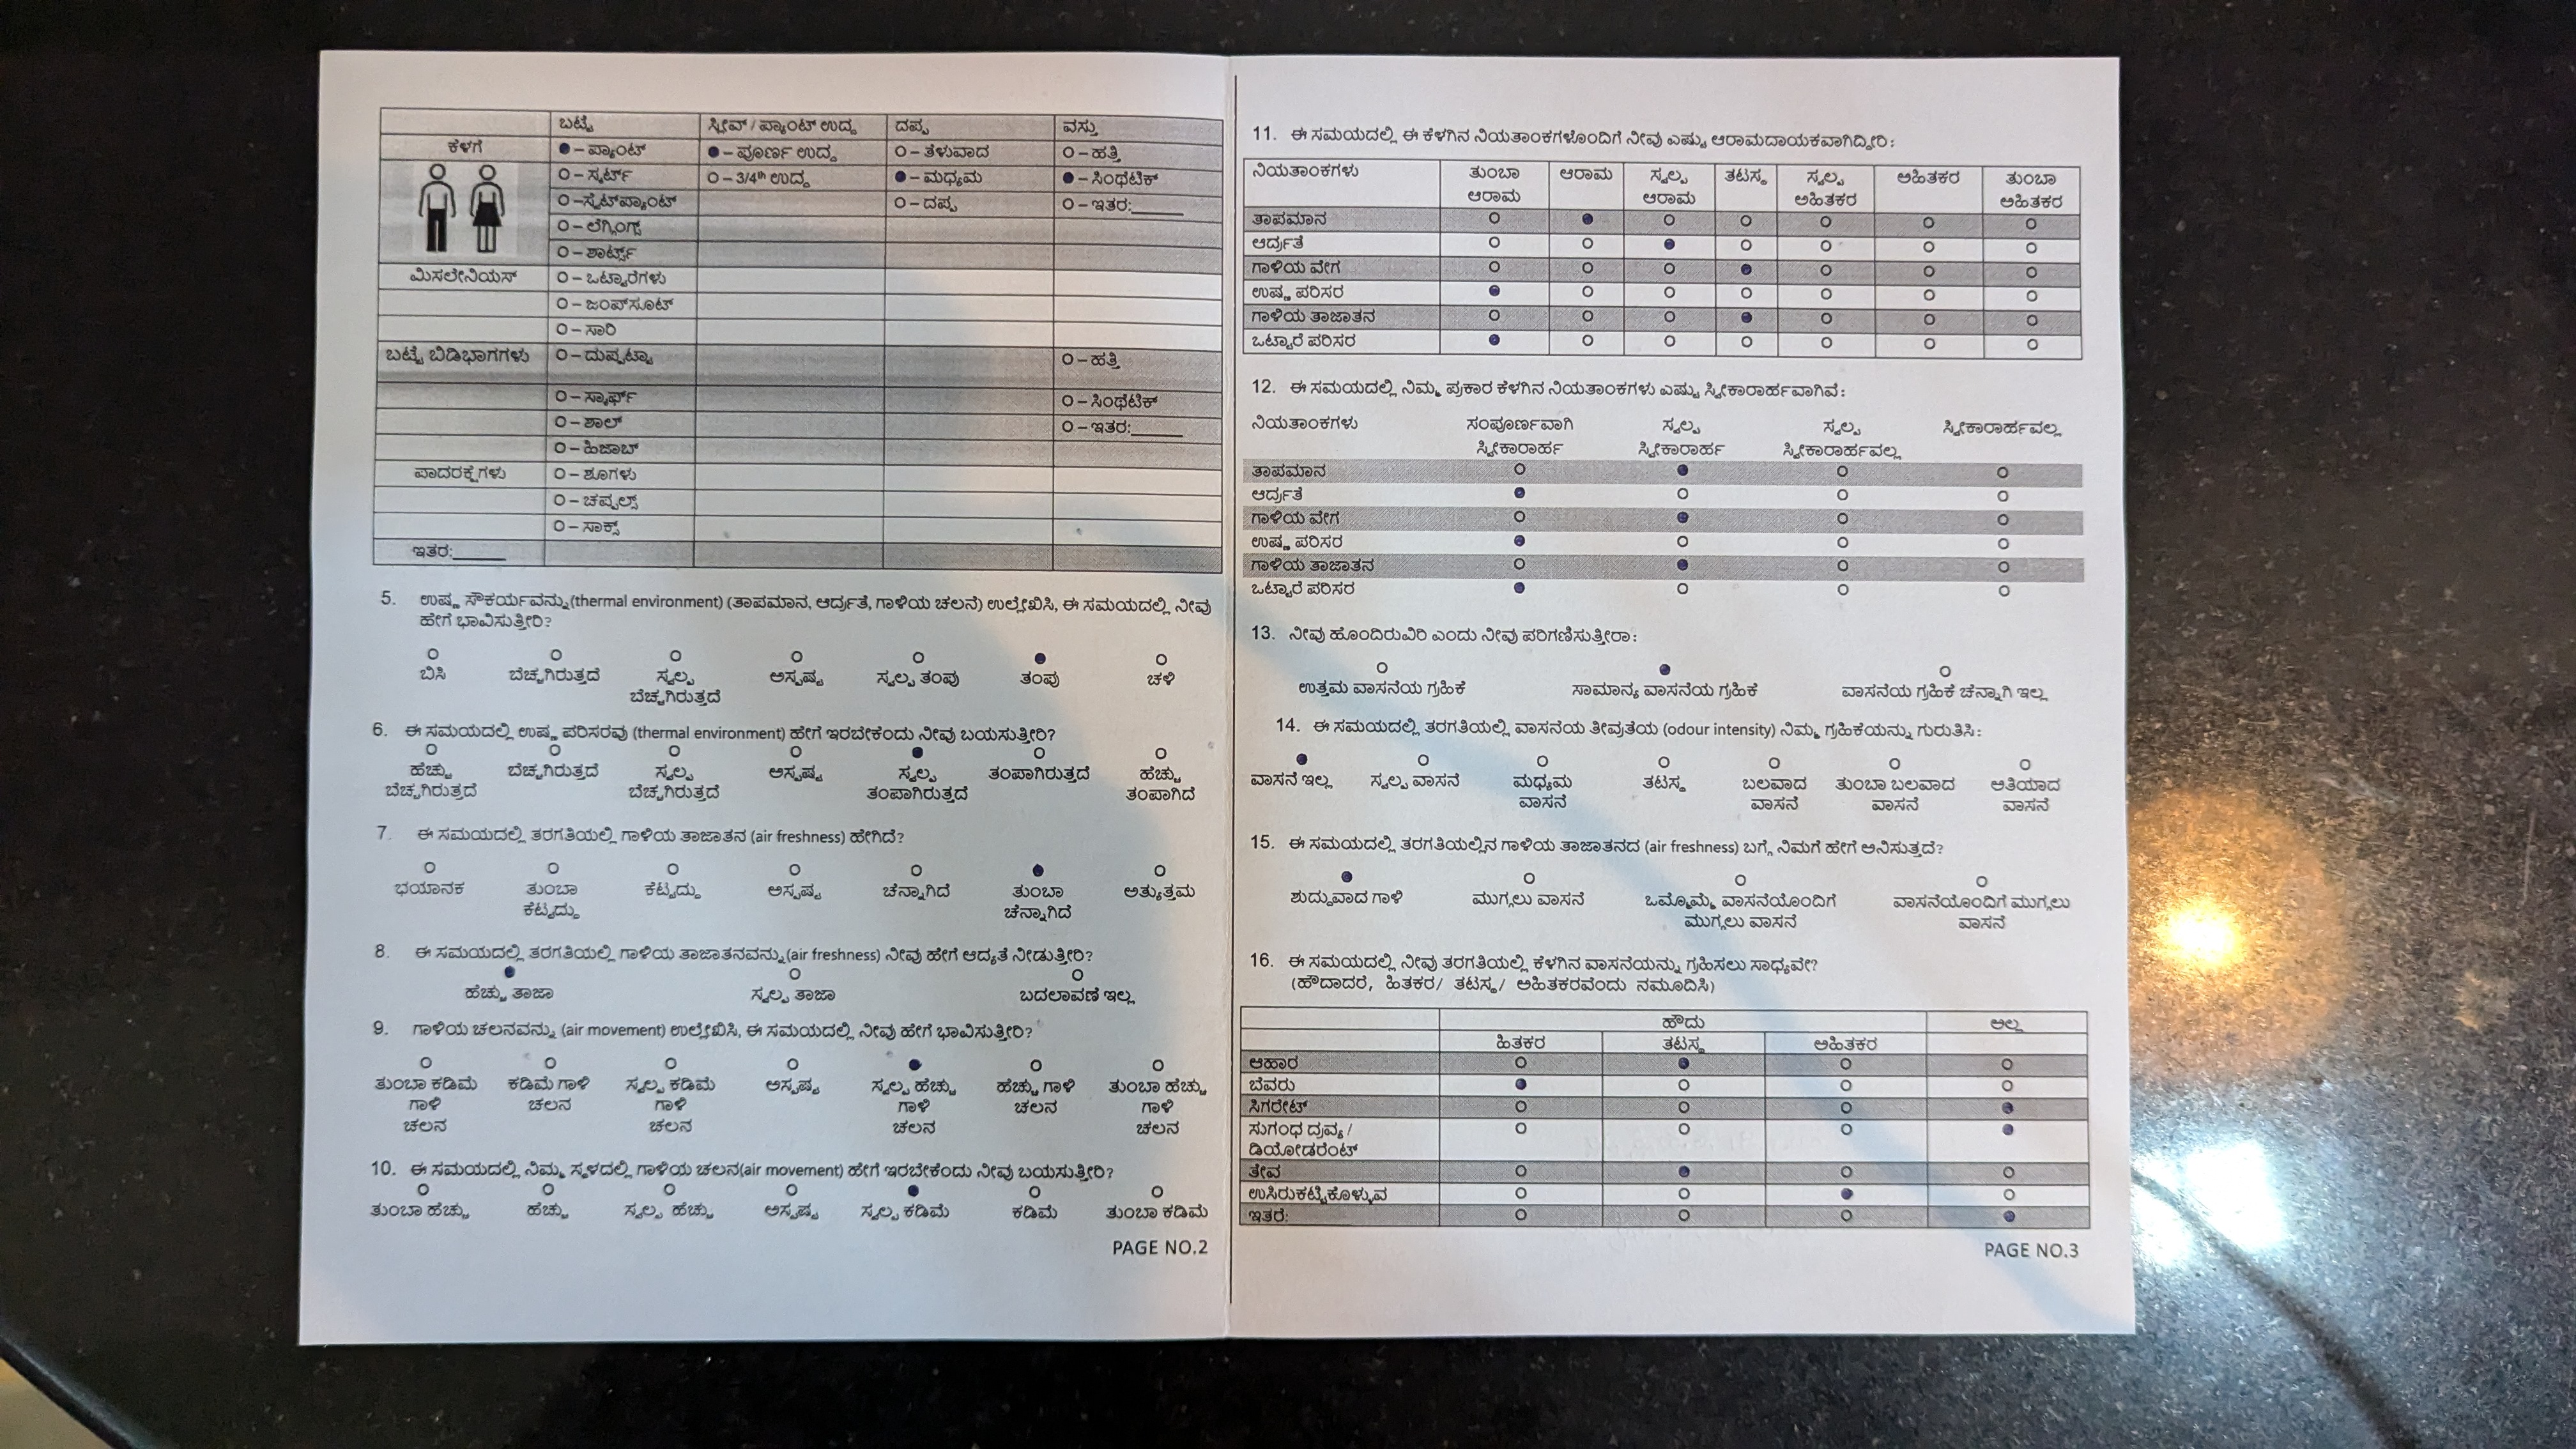 ಬಟ್ಟೆ ಸ್ಲೀವ್ / ಪ್ಯಾಂಟ್ ಉದ್ದ ದಪ್ಪ ವಸ್ತು
ಕೆಳಗೆ ●– ಪ್ಯಾಂಟ್ ●– ಪೂರ್ಣ ಉದ್ದ O – ತೆಳುವಾದ O – ಹತ್ತಿ
O – ಸ್ಕರ್ಟ್ O – 3/4th ಉದ್ದ ●– ಮಧ್ಯಮ ●– ಸಿಂಥೆಟಿಕ್
O –ಸ್ವೆಟ್‌ಪ್ಯಾಂಟ್ O – ದಪ್ಪ O – ಇತರ:______
O – ಲೆಗ್ಗಿಂಗ್ಸ್
O – ಶಾರ್ಟ್ಸ್
ಮಿಸಲೇನಿಯಸ್ O – ಒಟ್ಟಾರೆಗಳು
O – ಜಂಪ್‌ಸೂಟ್
O – ಸಾರಿ
ಬಟ್ಟೆ ಬಿಡಿಭಾಗಗಳು O – ದುಪ್ಪಟ್ಟಾ O – ಹತ್ತಿ
O – ಸ್ಕಾರ್ಫ್ O – ಸಿಂಥೆಟಿಕ್
O – ಶಾಲ್ O – ಇತರ:______
O – ಹಿಜಾಬ್
ಪಾದರಕ್ಷೆಗಳು O – ಶೂಗಳು
O – ಚಪ್ಪಲ್ಸ್
O – ಸಾಕ್ಸ್
ಇತರ:______
5. ಉಷ್ಣ ಸೌಕರ್ಯವನ್ನು(thermal environment) (ತಾಪಮಾನ, ಆರ್ದ್ರತೆ, ಗಾಳಿಯ ಚಲನೆ) ಉಲ್ಲೇಖಿಸಿ, ಈ ಸಮಯದಲ್ಲಿ ನೀವು
ಹೇಗೆ ಭಾವಿಸುತ್ತೀರಿ?
ಬಿಸಿ ಬೆಚ್ಚಗಿರುತ್ತದೆ ಸ್ವಲ್ಪ ಅಸ್ಪಷ್ಟ ಸ್ವಲ್ಪ ತಂಪು ತಂಪು ಚಳಿ
ಬೆಚ್ಚಗಿರುತ್ತದೆ
6. ಈ ಸಮಯದಲ್ಲಿ ಉಷ್ಣ ಪರಿಸರವು (thermal environment) ಹೇಗೆ ಇರಬೇಕೆಂದು ನೀವು ಬಯಸುತ್ತೀರಿ?
ಹೆಚ್ಚು ಬೆಚ್ಚಗಿರುತ್ತದೆ ಸ್ವಲ್ಪ ಅಸ್ಪಷ್ಟ ಸ್ವಲ್ಪ ತಂಪಾಗಿರುತ್ತದೆ ಹೆಚ್ಚು
ಬೆಚ್ಚಗಿರುತ್ತದೆ ಬೆಚ್ಚಗಿರುತ್ತದೆ ತಂಪಾಗಿರುತ್ತದೆ ತಂಪಾಗಿದೆ
7. ಈ ಸಮಯದಲ್ಲಿ ತರಗತಿಯಲ್ಲಿ ಗಾಳಿಯ ತಾಜಾತನ (air freshness) ಹೇಗಿದೆ?
ಭಯಾನಕ ತುಂಬಾ ಕೆಟ್ಟದ್ದು ಅಸ್ಪಷ್ಟ ಚೆನ್ನಾಗಿದೆ ತುಂಬಾ ಅತ್ಯುತ್ತಮ
ಕೆಟ್ಟದ್ದು ಚೆನ್ನಾಗಿದೆ
8. ಈ ಸಮಯದಲ್ಲಿ ತರಗತಿಯಲ್ಲಿ ಗಾಳಿಯ ತಾಜಾತನವನ್ನು(air freshness) ನೀವು ಹೇಗೆ ಆದ್ಯತೆ ನೀಡುತ್ತೀರಿ?
ಹೆಚ್ಚು ತಾಜಾ ಸ್ವಲ್ಪ ತಾಜಾ ಬದಲಾವಣೆ ಇಲ್ಲ
9. ಗಾಳಿಯ ಚಲನವನ್ನು (air movement) ಉಲ್ಲೇಖಿಸಿ, ಈ ಸಮಯದಲ್ಲಿ ನೀವು ಹೇಗೆ ಭಾವಿಸುತ್ತೀರಿ?
ತುಂಬಾ ಕಡಿಮೆ ಕಡಿಮೆ ಗಾಳಿ ಸ್ವಲ್ಪ ಕಡಿಮೆ ಅಸ್ಪಷ್ಟ ಸ್ವಲ್ಪ ಹೆಚ್ಚು ಹೆಚ್ಚು ಗಾಳಿ ತುಂಬಾ ಹೆಚ್ಚು
ಗಾಳಿ ಚಲನ ಗಾಳಿ ಗಾಳಿ ಚಲನ ಗಾಳಿ
ಚಲನ ಚಲನ ಚಲನ ಚಲನ
10. ಈ ಸಮಯದಲ್ಲಿ ನಿಮ್ಮ ಸ್ಥಳದಲ್ಲಿ ಗಾಳಿಯ ಚಲನ(air movement) ಹೇಗೆ ಇರಬೇಕೆಂದು ನೀವು ಬಯಸುತ್ತೀರಿ?
ತುಂಬಾ ಹೆಚ್ಚು ಹೆಚ್ಚು ಸ್ವಲ್ಪ ಹೆಚ್ಚು ಅಸ್ಪಷ್ಟ ಸ್ವಲ್ಪ ಕಡಿಮೆ ಕಡಿಮೆ ತುಂಬಾ ಕಡಿಮೆ
PAGE NO.2
11. ಈ ಸಮಯದಲ್ಲಿ ಈ ಕೆಳಗಿನ ನಿಯತಾಂಕಗಳೊಂದಿಗೆ ನೀವು ಎಷ್ಟು ಆರಾಮದಾಯಕವಾಗಿದ್ದೀರಿ:
ನಿಯತಾಂಕಗಳು ತುಂಬಾ ಆರಾಮ ಸ್ವಲ್ಪ ತಟಸ್ಥ ಸ್ವಲ್ಪ ಅಹಿತಕರ ತುಂಬಾ
ಆರಾಮ ಆರಾಮ ಅಹಿತಕರ ಅಹಿತಕರ
ತಾಪಮಾನ
ಆರ್ದ್ರತೆ
ಗಾಳಿಯ ವೇಗ
ಉಷ್ಣ ಪರಿಸರ
ಗಾಳಿಯ ತಾಜಾತನ
ಒಟ್ಟಾರೆ ಪರಿಸರ
12. ಈ ಸಮಯದಲ್ಲಿ ನಿಮ್ಮ ಪ್ರಕಾರ ಕೆಳಗಿನ ನಿಯತಾಂಕಗಳು ಎಷ್ಟು ಸ್ವೀಕಾರಾರ್ಹವಾಗಿವೆ:
ನಿಯತಾಂಕಗಳು ಸಂಪೂರ್ಣವಾಗಿ ಸ್ವಲ್ಪ ಸ್ವಲ್ಪ ಸ್ವೀಕಾರಾರ್ಹವಲ್ಲ
ಸ್ವೀಕಾರಾರ್ಹ ಸ್ವೀಕಾರಾರ್ಹ ಸ್ವೀಕಾರಾರ್ಹವಲ್ಲ
ತಾಪಮಾನ
ಆರ್ದ್ರತೆ
ಗಾಳಿಯ ವೇಗ
ಉಷ್ಣ ಪರಿಸರ
ಗಾಳಿಯ ತಾಜಾತನ
ಒಟ್ಟಾರೆ ಪರಿಸರ
13. ನೀವು ಹೊಂದಿರುವಿರಿ ಎಂದು ನೀವು ಪರಿಗಣಿಸುತ್ತೀರಾ:
ಉತ್ತಮ ವಾಸನೆಯ ಗ್ರಹಿಕೆ ಸಾಮಾನ್ಯ ವಾಸನೆಯ ಗ್ರಹಿಕೆ ವಾಸನೆಯ ಗ್ರಹಿಕೆ ಚೆನ್ನಾಗಿ ಇಲ್ಲ
14. ಈ ಸಮಯದಲ್ಲಿ ತರಗತಿಯಲ್ಲಿ ವಾಸನೆಯ ತೀವ್ರತೆಯ (odour intensity) ನಿಮ್ಮ ಗ್ರಹಿಕೆಯನ್ನು ಗುರುತಿಸಿ:
ವಾಸನೆ ಇಲ್ಲ ಸ್ವಲ್ಪ ವಾಸನೆ ಮಧ್ಯಮ ತಟಸ್ಥ ಬಲವಾದ ತುಂಬಾ ಬಲವಾದ ಅತಿಯಾದ
ವಾಸನೆ ವಾಸನೆ ವಾಸನೆ ವಾಸನೆ
15. ಈ ಸಮಯದಲ್ಲಿ ತರಗತಿಯಲ್ಲಿನ ಗಾಳಿಯ ತಾಜಾತನದ (air freshness) ಬಗ್ಗೆ ನಿಮಗೆ ಹೇಗೆ ಅನಿಸುತ್ತದೆ?
ಶುದ್ಧವಾದ ಗಾಳಿ ಮುಗ್ಗಲು ವಾಸನೆ ಒಮ್ಮೊಮ್ಮೆ ವಾಸನೆಯೊಂದಿಗೆ ವಾಸನೆಯೊಂದಿಗೆ ಮುಗ್ಗಲು
ಮುಗ್ಗಲು ವಾಸನೆ ವಾಸನೆ
16. ಈ ಸಮಯದಲ್ಲಿ ನೀವು ತರಗತಿಯಲ್ಲಿ ಕೆಳಗಿನ ವಾಸನೆಯನ್ನು ಗ್ರಹಿಸಲು ಸಾಧ್ಯವೇ?
(ಹೌದಾದರೆ, ಹಿತಕರ/ ತಟಸ್ಥ/ ಅಹಿತಕರವೆಂದು ನಮೂದಿಸಿ)
ಹೌದು ಅಲ್ಲ
ಹಿತಕರ ತಟಸ್ಥ ಅಹಿತಕರ
ಆಹಾರ
ಬೆವರು
ಸಿಗರೇಟ್
ಸುಗಂಧ ದ್ರವ್ಯ /
ಡಿಯೋಡರೆಂಟ್
ತೇವ
ಉಸಿರುಕಟ್ಟಿಕೊಳ್ಳುವ
ಇತರೆ:
PAGE NO.3